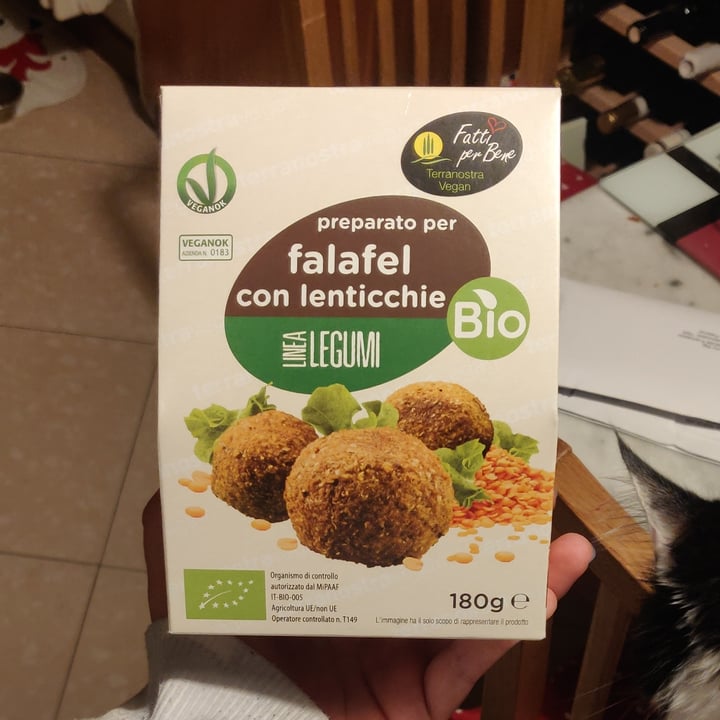 Fatti
per Bene
Terranostra
Vegan
VEGANOK
VEGANOK
AZIENDA N. 0183
preparato per
falafel
con lenticchie
Bio
LINEA LEGUMI
Organismo di controllo
autorizzato dal MiPAAF
IT-BIO-005
Agricoltura UE/non UE
Operatore controllato n. T149
180g e
L'immagine ha il solo scopo di rappresentare il prodotto